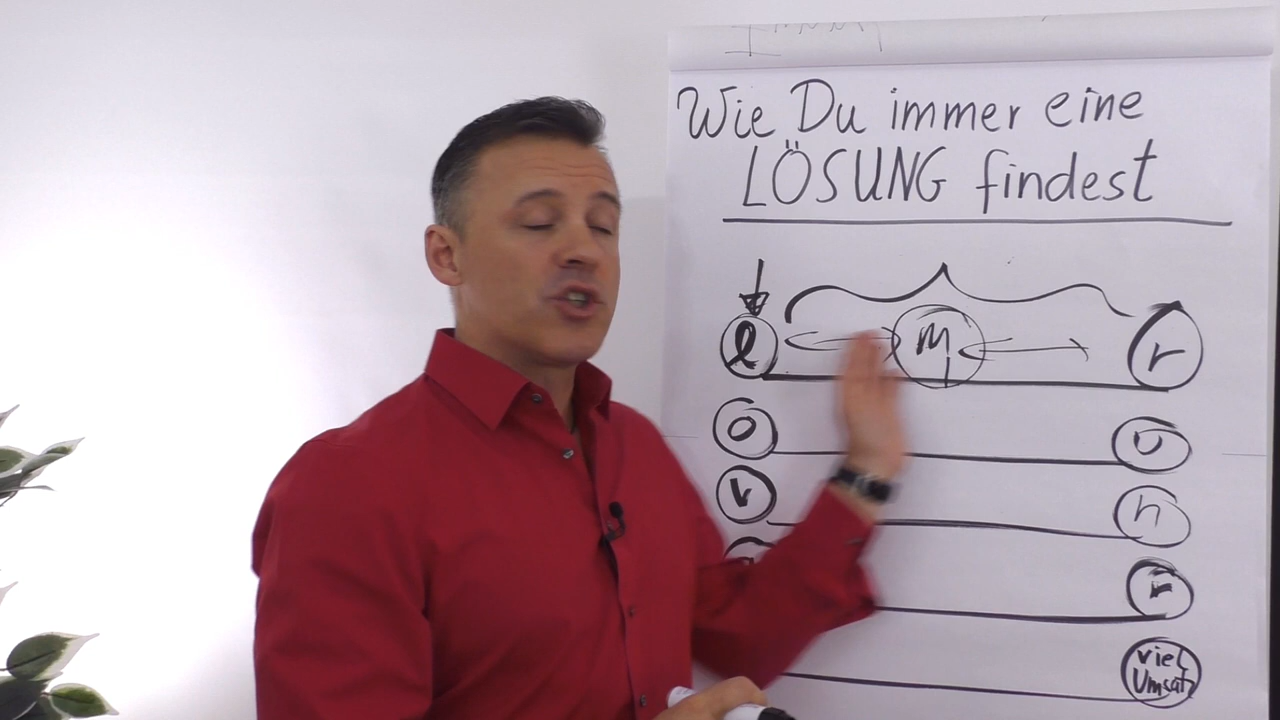 Wie Du immer eine
LÖSUNG findest
l m r
o u
v h
r
viel
Umsatz